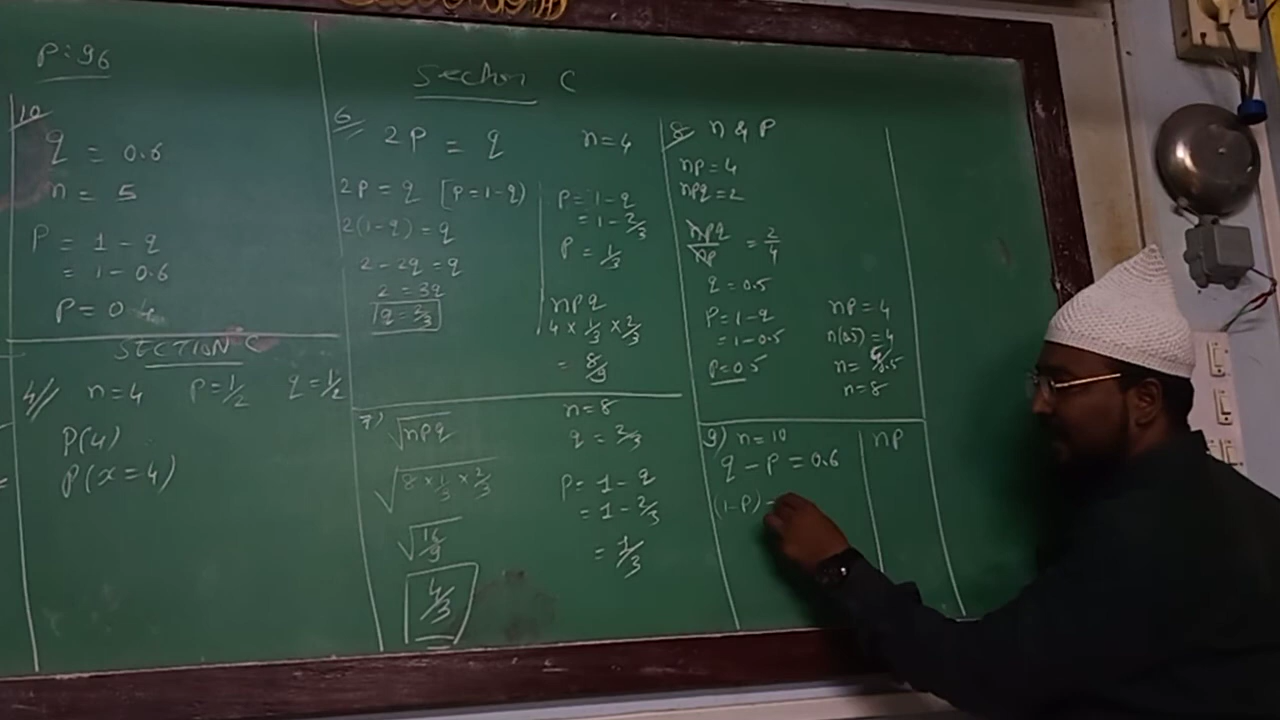 P:96
10
q = 0.6
n = 5
P = 1 - q
= 1 - 0.6
P = 0.4
SECTION C
4// n=4 P=1/2 q=1/2
P(4)
P(x=4)
Section C
6// 2P = q n=4
2P = q [P=1-q)
2(1-q) = q
2-2q = q
2 = 3q
q = 2/3
P = 1-q
= 1-2/3
P = 1/3
npq
4 × 1/3 × 2/3
= 8/9
7) √npq
√8×1/3×2/3
√16/9
4/3
n=8
q = 2/3
P = 1-q
= 1-2/3
= 1/3
8 n & P
np = 4
npq = 2
npq/np = 2/4
q = 0.5
P = 1-q
= 1-0.5
P = 0.5
np = 4
n(0.5) = 4
n = 4/0.5
n = 8
9) n = 10
q - P = 0.6
(1-P) -
np